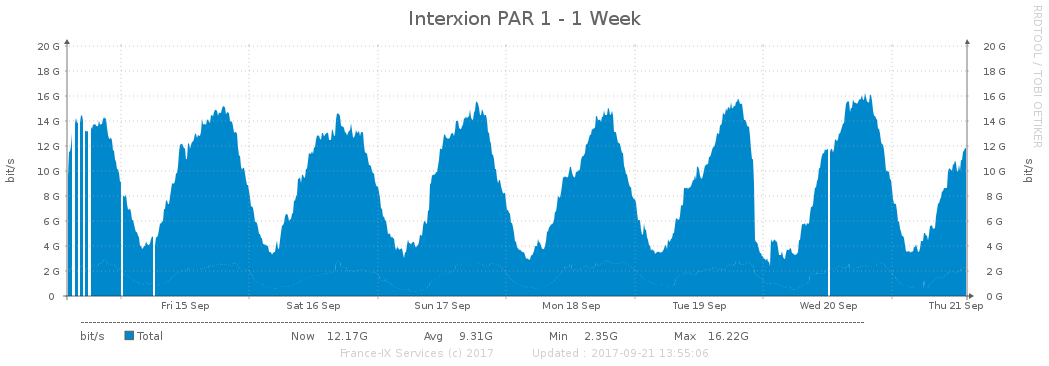 Interxion PAR 1 - 1 Week
RRDTOOL / TOBI OETIKER
20 G 20 G
18 G 18 G
16 G 16 G
14 G 14 G
12 G 12 G
10 G 10 G
8 G 8 G
6 G 6 G
4 G 4 G
2 G 2 G
0 0 G
bit/s
bit/s
Fri 15 Sep Sat 16 Sep Sun 17 Sep Mon 18 Sep Tue 19 Sep Wed 20 Sep Thu 21 Sep
bit/s Total Now 12.17G Avg 9.31G Min 2.35G Max 16.22G
France-IX Services (c) 2017 Updated : 2017-09-21 13:55:06